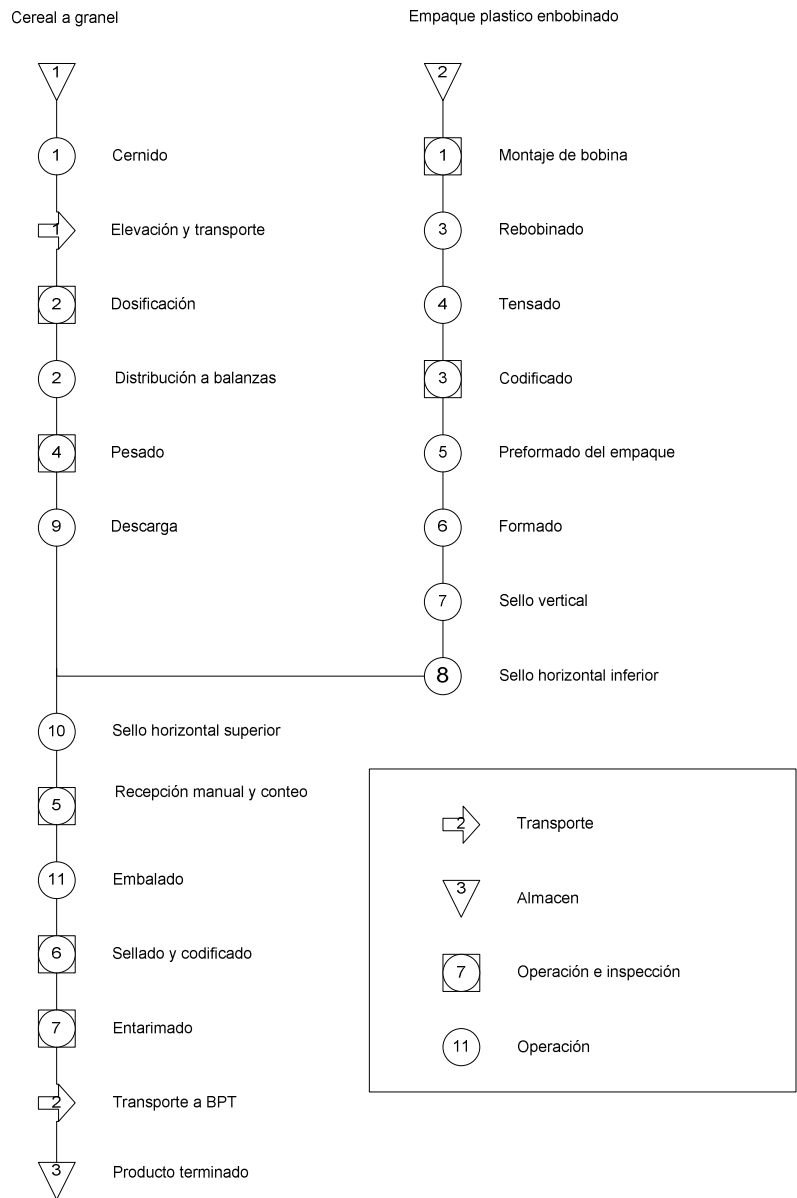 Cereal a granel
1
1 Cernido
1 Elevación y transporte
2 Dosificación
2 Distribución a balanzas
4 Pesado
9 Descarga
Empaque plastico enbobinado
2
1 Montaje de bobina
3 Rebobinado
4 Tensado
3 Codificado
5 Preformado del empaque
6 Formado
7 Sello vertical
8 Sello horizontal inferior
10 Sello horizontal superior
5 Recepción manual y conteo
11 Embalado
6 Sellado y codificado
7 Entarimado
2 Transporte a BPT
3 Producto terminado
2 Transporte
3 Almacen
7 Operación e inspección
11 Operación